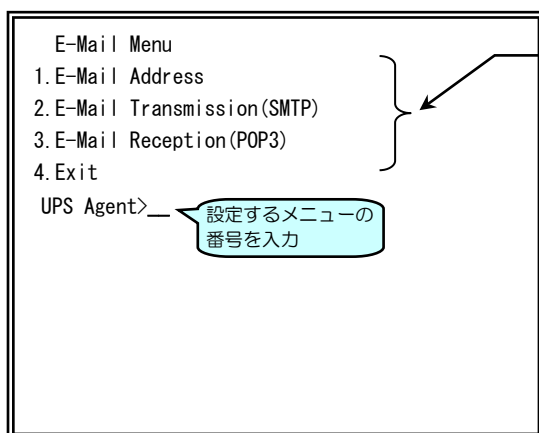 E-Mail Menu
1.E-Mail Address
2.E-Mail Transmission(SMTP)
3.E-Mail Reception(POP3)
4.Exit
UPS Agent>__
設定するメニューの
番号を入力